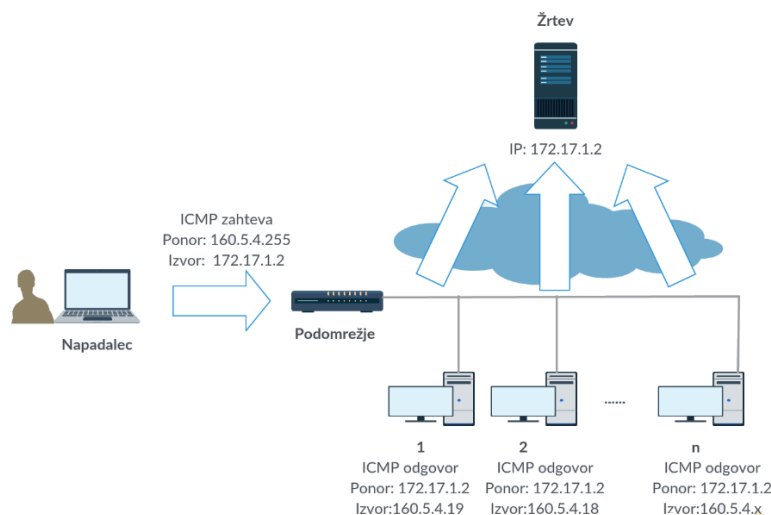 Žrtev
IP: 172.17.1.2
ICMP zahteva
Ponor: 160.5.4.255
Izvor: 172.17.1.2
Napadalec
Podomrežje
......
1
ICMP odgovor
Ponor: 172.17.1.2
Izvor:160.5.4.19
2
ICMP odgovor
Ponor: 172.17.1.2
Izvor:160.5.4.18
n
ICMP odgovor
Ponor: 172.17.1.2
Izvor:160.5.4.x